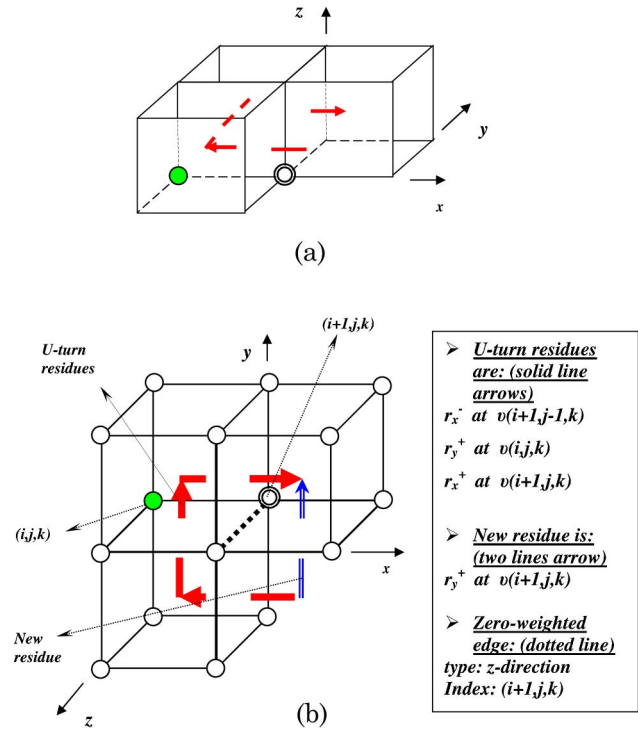 z
y
x
(a)
(i+1,j,k)
U-turn
residues
y
(i,j,k)
x
New
residue
z
(b)
➢ U-turn residues
are: (solid line
arrows)
rx- at υ(i+1,j-1,k)
ry+ at υ(i,j,k)
rx+ at υ(i+1,j,k)
➢ New residue is:
(two lines arrow)
ry+ at υ(i+1,j,k)
➢ Zero-weighted
edge: (dotted line)
type: z-direction
Index: (i+1,j,k)